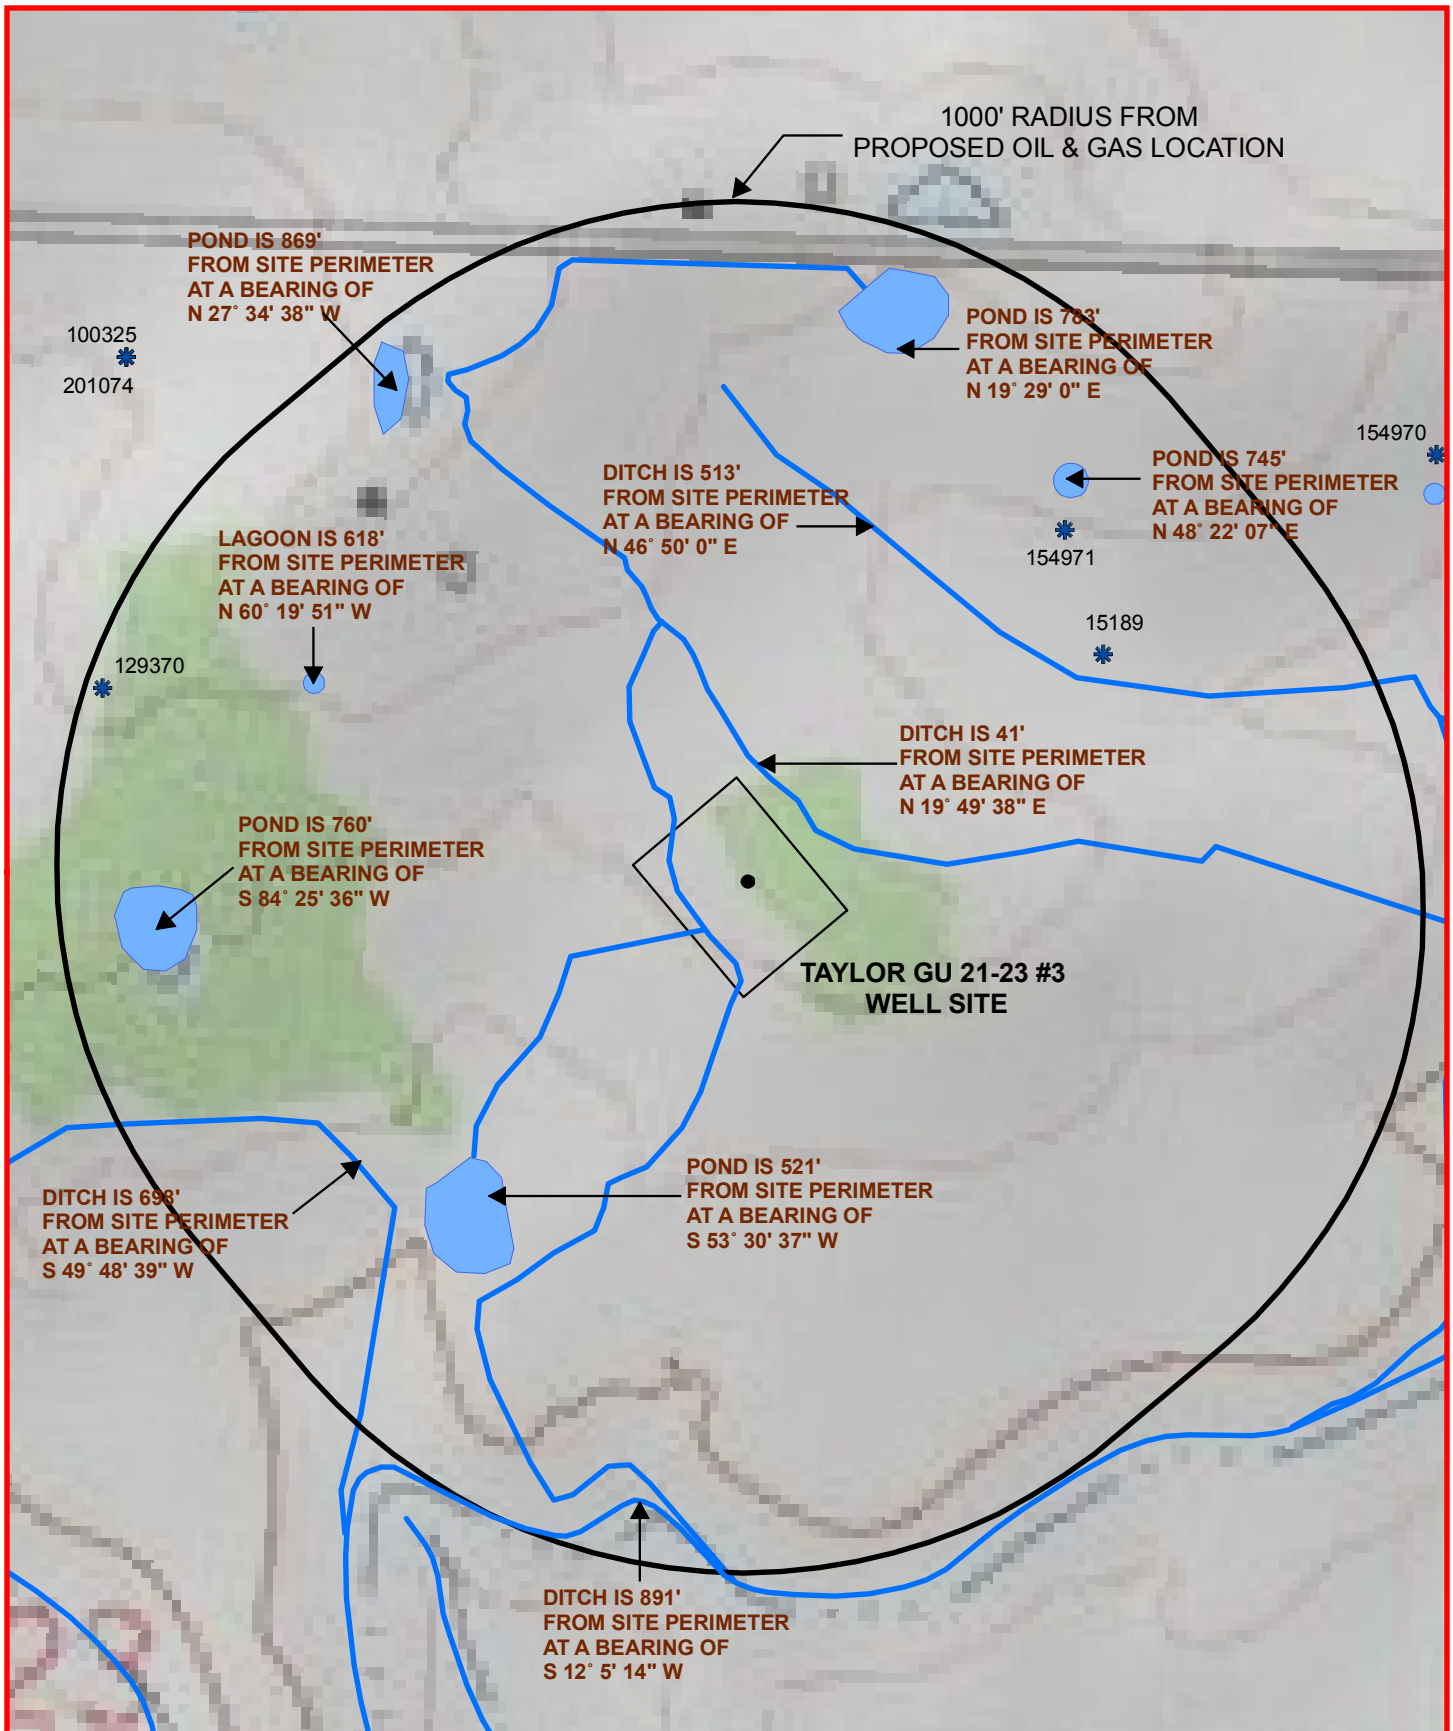 1000' RADIUS FROM
PROPOSED OIL & GAS LOCATION
POND IS 869'
FROM SITE PERIMETER
AT A BEARING OF
N 27° 34' 38" W
100325
201074
POND IS 783'
FROM SITE PERIMETER
AT A BEARING OF
N 19° 29' 0" E
154970
POND IS 745'
FROM SITE PERIMETER
AT A BEARING OF
N 48° 22' 07" E
DITCH IS 513'
FROM SITE PERIMETER
AT A BEARING OF
N 46° 50' 0" E
154971
LAGOON IS 618'
FROM SITE PERIMETER
AT A BEARING OF
N 60° 19' 51" W
15189
129370
DITCH IS 41'
FROM SITE PERIMETER
AT A BEARING OF
N 19° 49' 38" E
POND IS 760'
FROM SITE PERIMETER
AT A BEARING OF
S 84° 25' 36" W
TAYLOR GU 21-23 #3
WELL SITE
POND IS 521'
FROM SITE PERIMETER
AT A BEARING OF
S 53° 30' 37" W
DITCH IS 698'
FROM SITE PERIMETER
AT A BEARING OF
S 49° 48' 39" W
DITCH IS 891'
FROM SITE PERIMETER
AT A BEARING OF
S 12° 5' 14" W